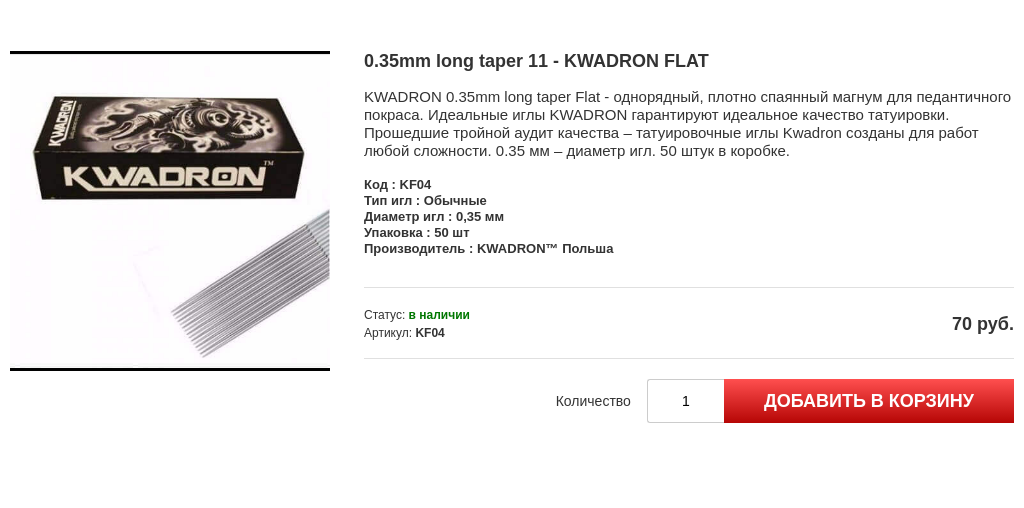 0.35mm long taper 11 - KWADRON FLAT
KWADRON 0.35mm long taper Flat - однорядный, плотно спаянный магнум для педантичного
покраса. Идеальные иглы KWADRON гарантируют идеальное качество татуировки.
Прошедшие тройной аудит качества – татуировочные иглы Kwadron созданы для работ
любой сложности. 0.35 мм – диаметр игл. 50 штук в коробке.
KWADRON
KWADRON™
Код : KF04
Тип игл : Обычные
Диаметр игл : 0,35 мм
Упаковка : 50 шт
Производитель : KWADRON™ Польша
Статус: в наличии
Артикул: KF04
70 руб.
Количество 1 ДОБАВИТЬ В КОРЗИНУ